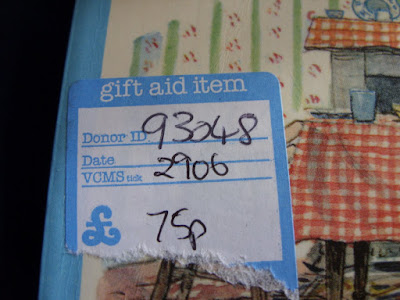 gift aid item
Donor ID 93048
Date 2906
VCMS tick
£ 75p